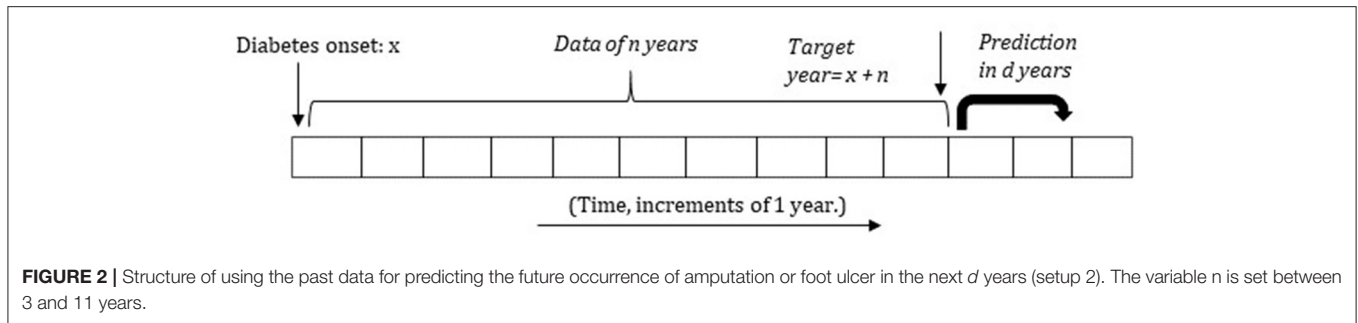 Diabetes onset: x
Data of n years
Target
year= x + n
Prediction
in d years
(Time, increments of 1 year.)
FIGURE 2 | Structure of using the past data for predicting the future occurrence of amputation or foot ulcer in the next d years (setup 2). The variable n is set between
3 and 11 years.